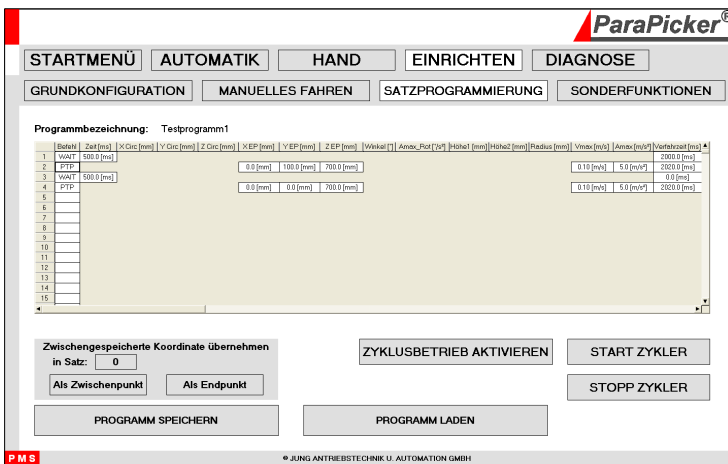 ParaPicker®
STARTMENÜ AUTOMATIK HAND EINRICHTEN DIAGNOSE
GRUNDKONFIGURATION MANUELLES FAHREN SATZPROGRAMMIERUNG SONDERFUNKTIONEN
Programmbezeichnung: Testprogramm1
Befehl Zeit [ms] X Circ [mm] Y Circ [mm] Z Circ [mm] X EP [mm] Y EP [mm] Z EP [mm] Winkel [°] Amax_Rot [°/s²] Höhe1 [mm] Höhe2 [mm] Radius [mm] Vmax [m/s] Amax [m/s²] Verfahrzeit [ms]
1 WAIT 500.0 [ms] 2000.0 [ms]
2 PTP 0.0 [mm] 100.0 [mm] 700.0 [mm] 0.10 [m/s] 5.0 [m/s²] 2020.0 [ms]
3 WAIT 500.0 [ms] 0.0 [ms]
4 PTP 0.0 [mm] 0.0 [mm] 700.0 [mm] 0.10 [m/s] 5.0 [m/s²] 2020.0 [ms]
5
6
7
8
9
10
11
12
13
14
15
Zwischengespeicherte Koordinate übernehmen
in Satz: 0
Als Zwischenpunkt Als Endpunkt
ZYKLUSBETRIEB AKTIVIEREN START ZYKLER
STOPP ZYKLER
PROGRAMM SPEICHERN PROGRAMM LADEN
PMS © JUNG ANTRIEBSTECHNIK U. AUTOMATION GMBH